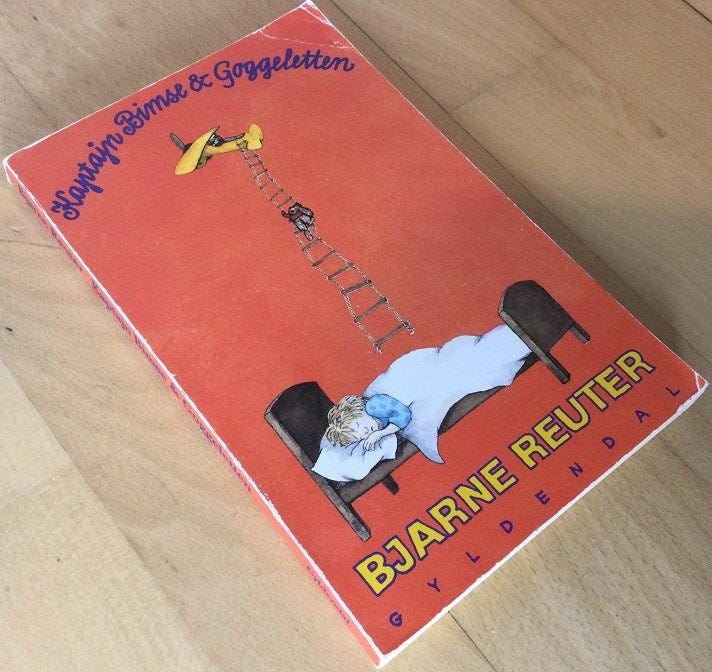 Kaptajn Bimse & Goggeletten
BJARNE REUTER
GYLDENDAL